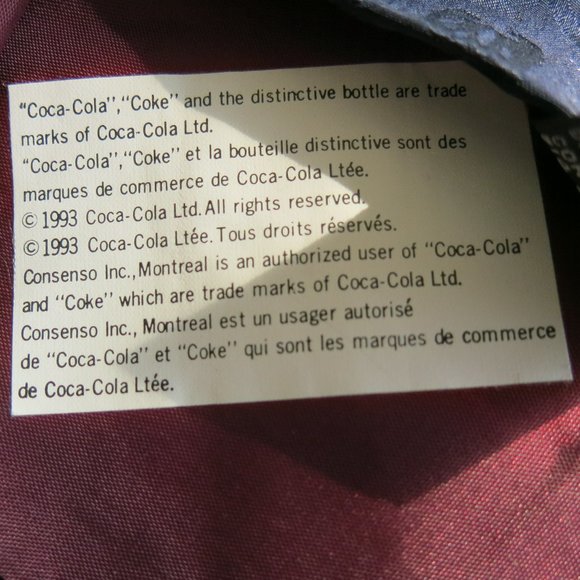 "Coca-Cola","Coke" and the distinctive bottle are trade
marks of Coca-Cola Ltd.
"Coca-Cola","Coke" et la bouteille distinctive sont des
marques de commerce de Coca-Cola Ltée.
© 1993 Coca-Cola Ltd. All rights reserved.
© 1993 Coca-Cola Ltée. Tous droits réservés.
Consenso Inc., Montreal is an authorized user of "Coca-Cola"
and "Coke" which are trade marks of Coca-Cola Ltd.
Consenso Inc., Montreal est un usager autorisé
de "Coca-Cola" et "Coke" qui sont les marques de commerce
de Coca-Cola Ltée.